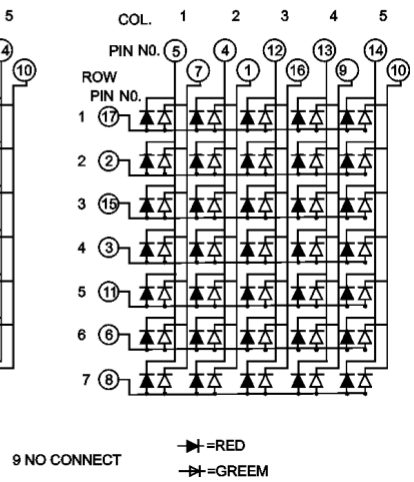 5
COL. 1 2 3 4 5
4
PIN NO. 5 4 12 13 14
10
7 1 16 9 10
ROW
PIN NO.
1 17
2 2
3 15
4 3
5 11
6 6
7 8
=RED
9 NO CONNECT
=GREEM